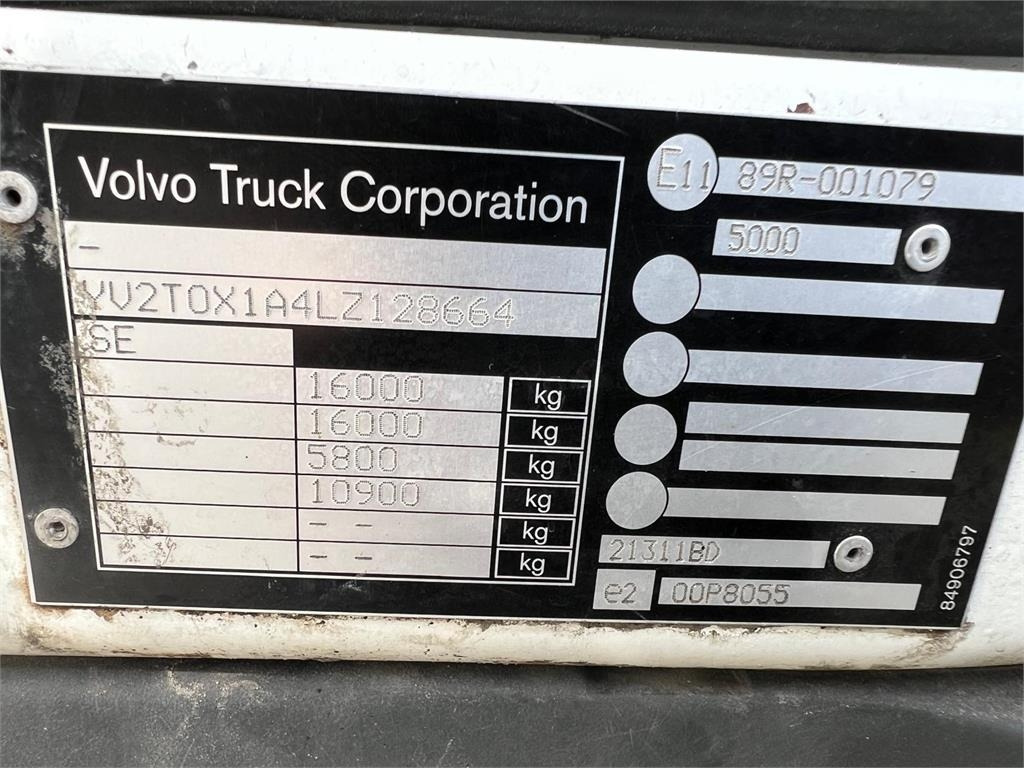 Volvo Truck Corporation
-
YV2T0X1A4LZ128664
SE
16000 kg
16000 kg
5800 kg
10900 kg
- - kg
- - kg
E11 89R-001079
5000
21311BD
e2 00P8055
84906797